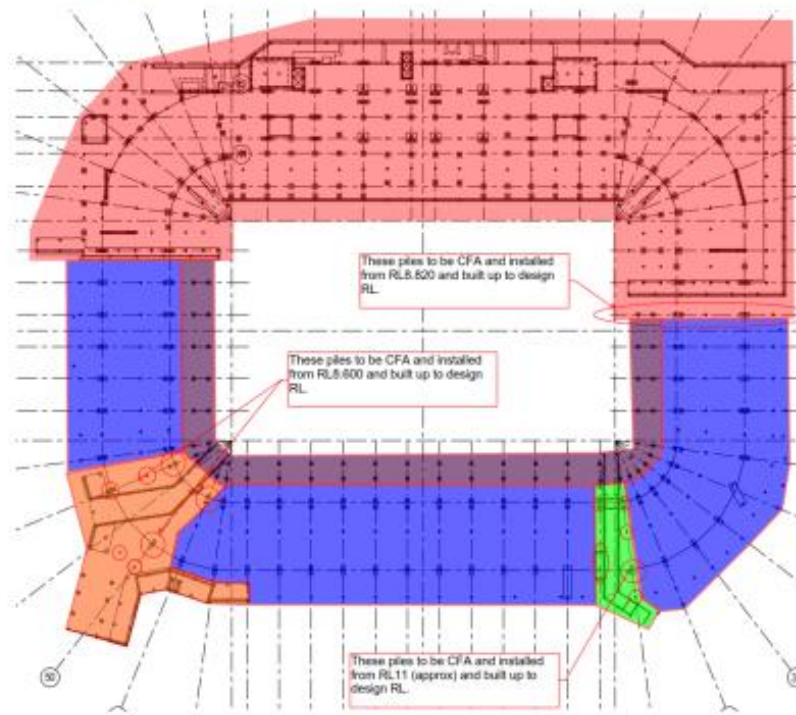 These piles to be CFA and installed
from RL8.820 and built up to design
RL.
These piles to be CFA and installed
from RL8.600 and built up to design
RL.
These piles to be CFA and installed
from RL11 (approx) and built up to
design RL.
50